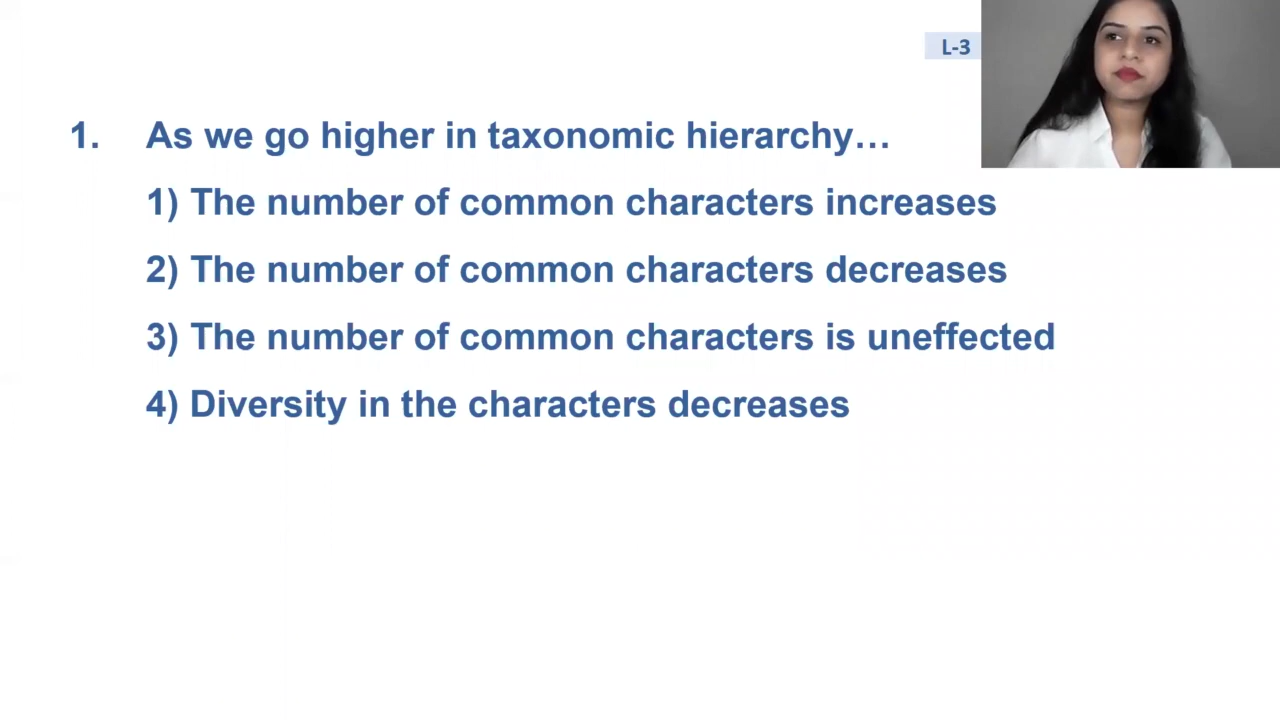 L-3
1. As we go higher in taxonomic hierarchy…
1) The number of common characters increases
2) The number of common characters decreases
3) The number of common characters is uneffected
4) Diversity in the characters decreases